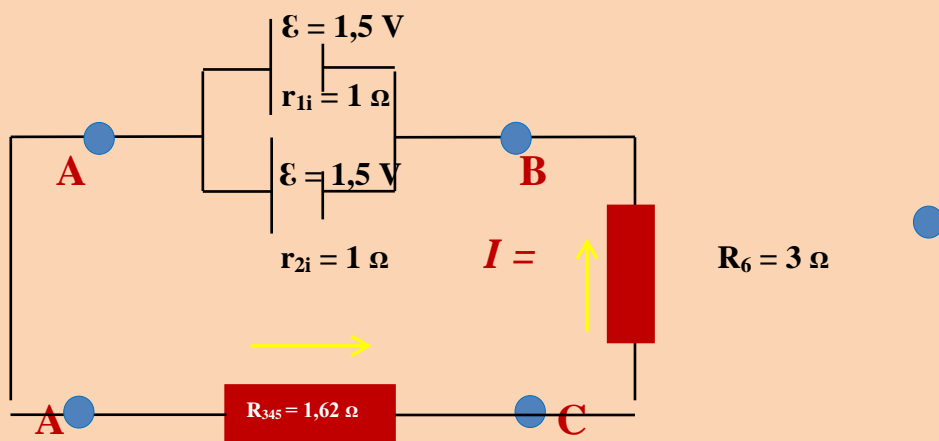 Ɛ = 1,5 V
r₁ᵢ = 1 Ω
A
Ɛ = 1,5 V
B
r₂ᵢ = 1 Ω
I =
R₆ = 3 Ω
A
R₃₄₅ = 1,62 Ω
C